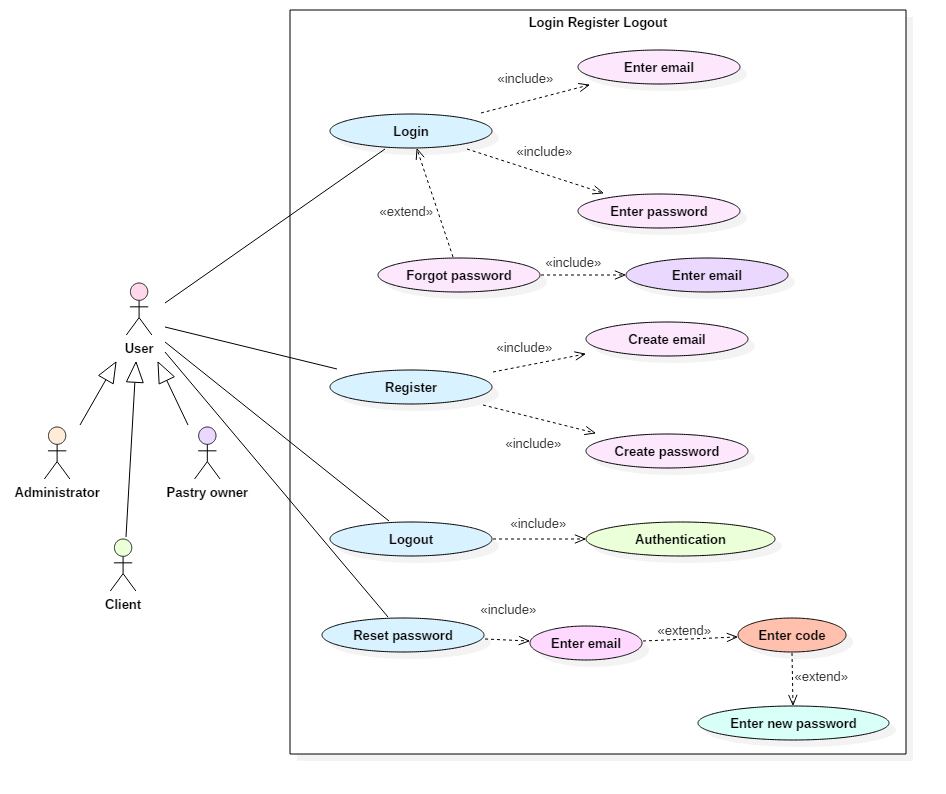 Login Register Logout
«include»
Enter email
Login
«include»
Enter password
«extend»
Forgot password
«include»
Enter email
User
«include»
Create email
Register
«include»
Create password
Administrator
Pastry owner
Client
«include»
Logout
Authentication
«include»
Reset password
Enter email
«extend»
Enter code
«extend»
Enter new password